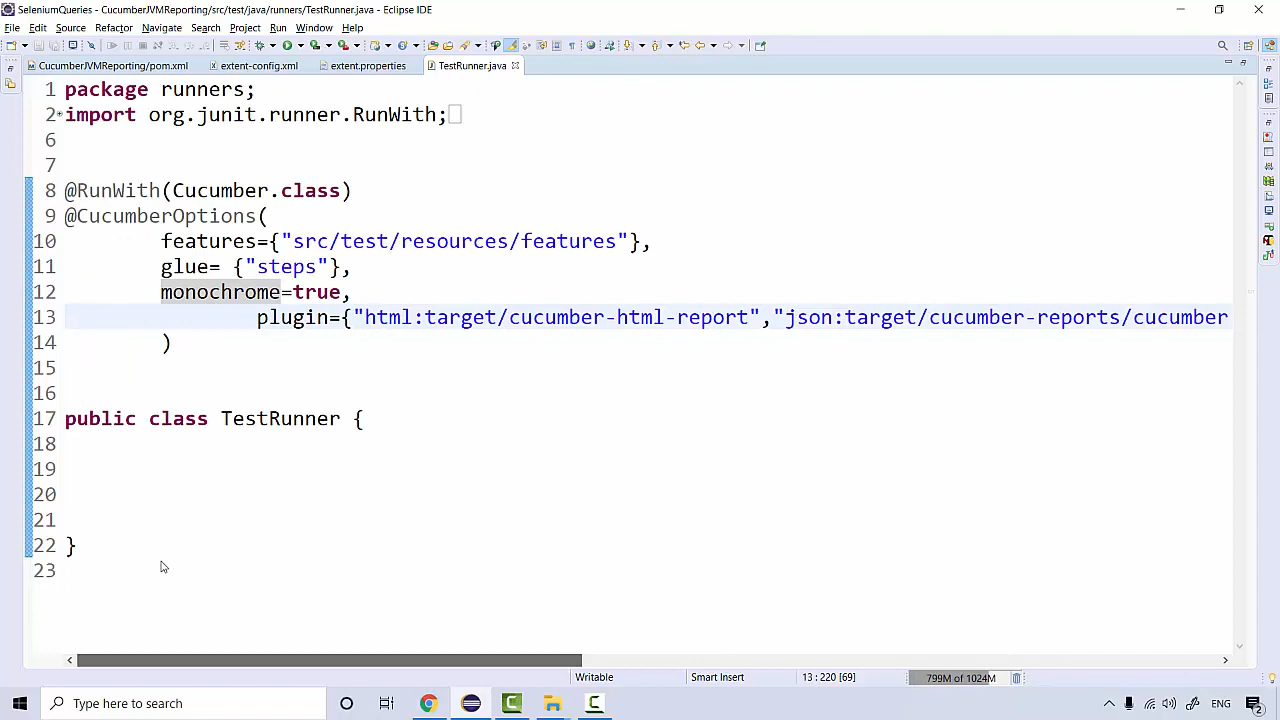 SeleniumQueries - CucumberJVMReporting/src/test/java/runners/TestRunner.java - Eclipse IDE
File Edit Source Refactor Navigate Search Project Run Window Help
CucumberJVMReporting/pom.xml extent-config.xml extent.properties TestRunner.java
1 package runners;
2 import org.junit.runner.RunWith;
6
7
8 @RunWith(Cucumber.class)
9 @CucumberOptions(
10 features={"src/test/resources/features"},
11 glue= {"steps"},
12 monochrome=true,
13 plugin={"html:target/cucumber-html-report","json:target/cucumber-reports/cucumber
14 )
15
16
17 public class TestRunner {
18
19
20
21
22 }
23
Writable Smart Insert 13 : 220 [69] 799M of 1024M
Type here to search ENG 2